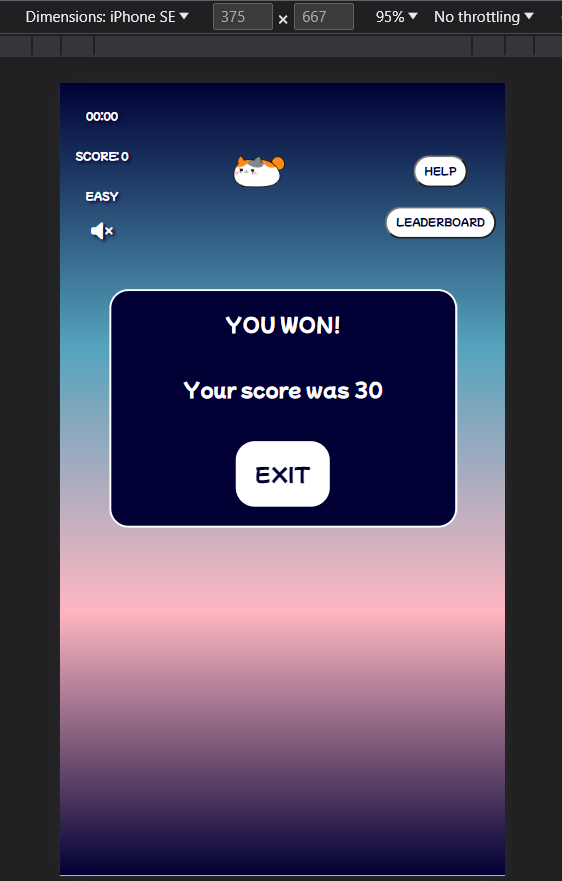 Dimensions: iPhone SE 375 × 667 95% No throttling
00:00
SCORE: 0
HELP
EASY
LEADERBOARD
YOU WON!
Your score was 30
EXIT